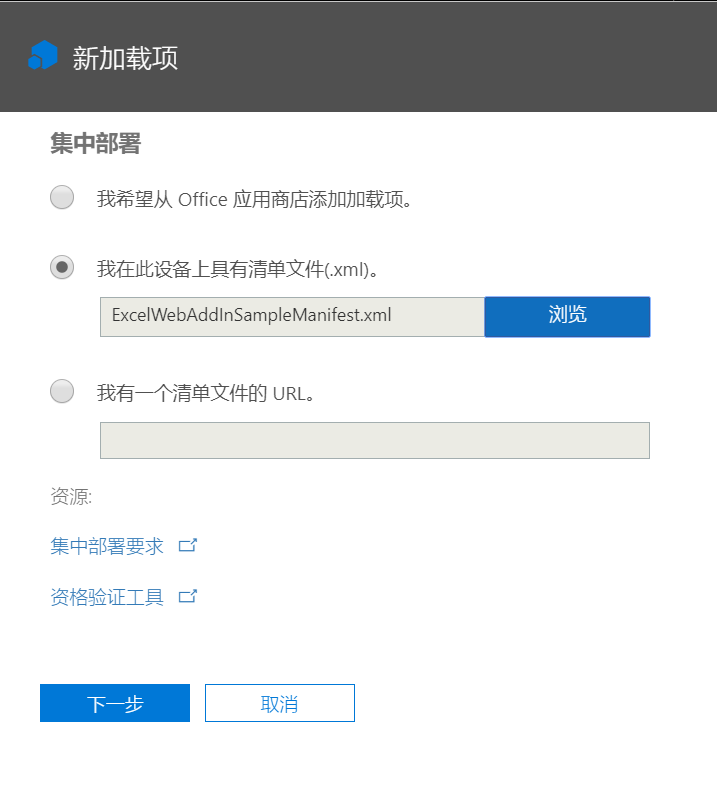 新加载项
集中部署
我希望从 Office 应用商店添加加载项。
我在此设备上具有清单文件(.xml)。
ExcelWebAddInSampleManifest.xml
浏览
我有一个清单文件的 URL。
资源:
集中部署要求
资格验证工具
下一步
取消